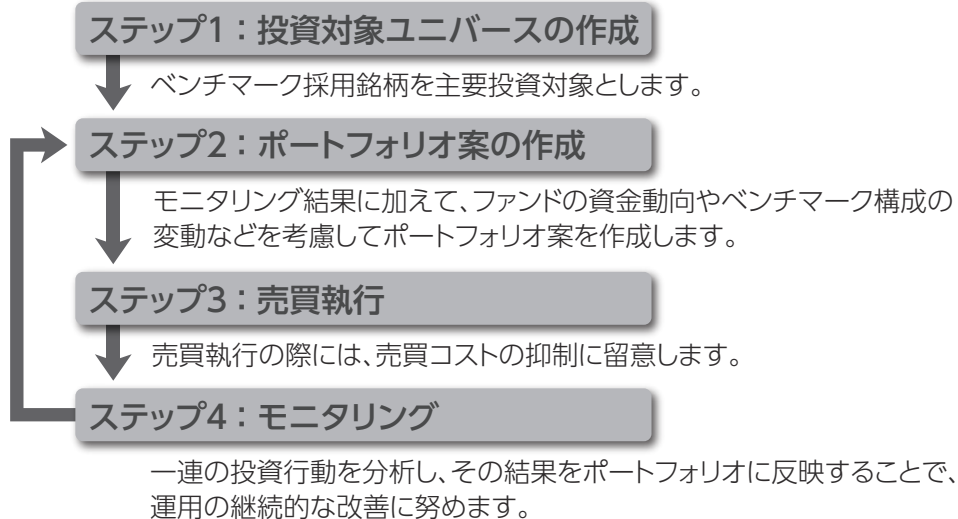 ステップ1：投資対象ユニバースの作成
ベンチマーク採用銘柄を主要投資対象とします。
ステップ2：ポートフォリオ案の作成
モニタリング結果に加えて、ファンドの資金動向やベンチマーク構成の
変動などを考慮してポートフォリオ案を作成します。
ステップ3：売買執行
売買執行の際には、売買コストの抑制に留意します。
ステップ4：モニタリング
一連の投資行動を分析し、その結果をポートフォリオに反映することで、
運用の継続的な改善に努めます。